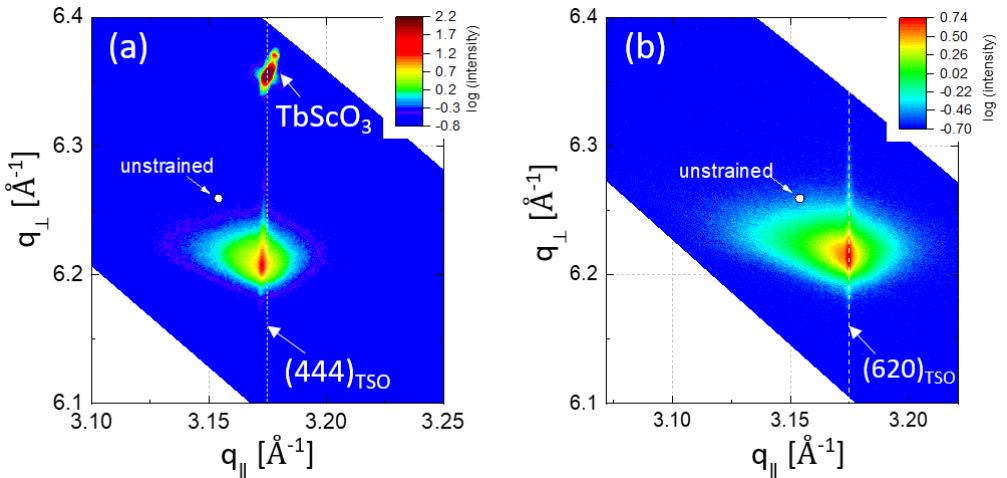 (a)
6.4
6.3
6.2
6.1
q⊥ [Å-1]
3.10
3.15
3.20
3.25
q|| [Å-1]
TbScO3
unstrained
(444)TSO
2.2
1.7
1.2
0.7
0.2
-0.3
-0.8
log (intensity)
(b)
6.4
6.3
6.2
6.1
q⊥ [Å-1]
3.10
3.15
3.20
q|| [Å-1]
unstrained
(620)TSO
0.74
0.50
0.26
0.02
-0.22
-0.46
-0.70
log (intensity)